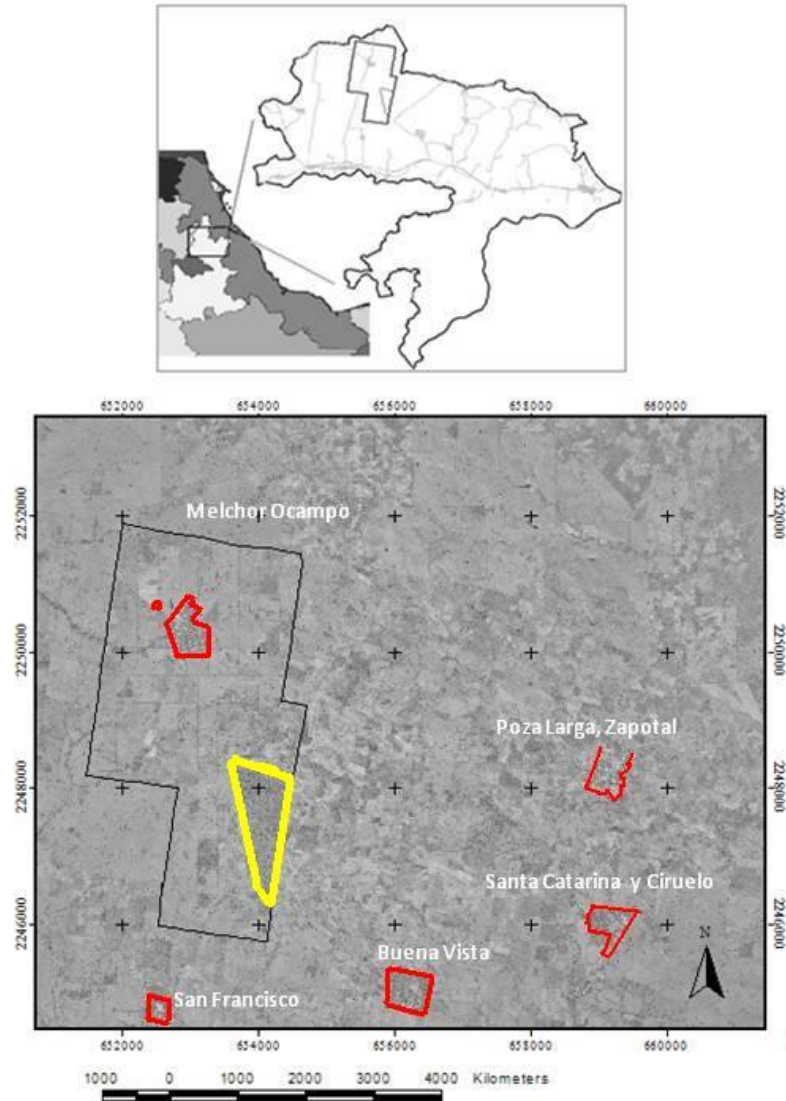 652000 654000 656000 658000 660000
Melchor Ocampo
2252000 2252000
2250000 2250000
Poza Larga, Zapotal
2248000 2248000
Santa Catarina y Ciruelo
2246000 2246000
N
Buena Vista
San Francisco
652000 654000 656000 658000 660000
1000 0 1000 2000 3000 4000 Kilometers